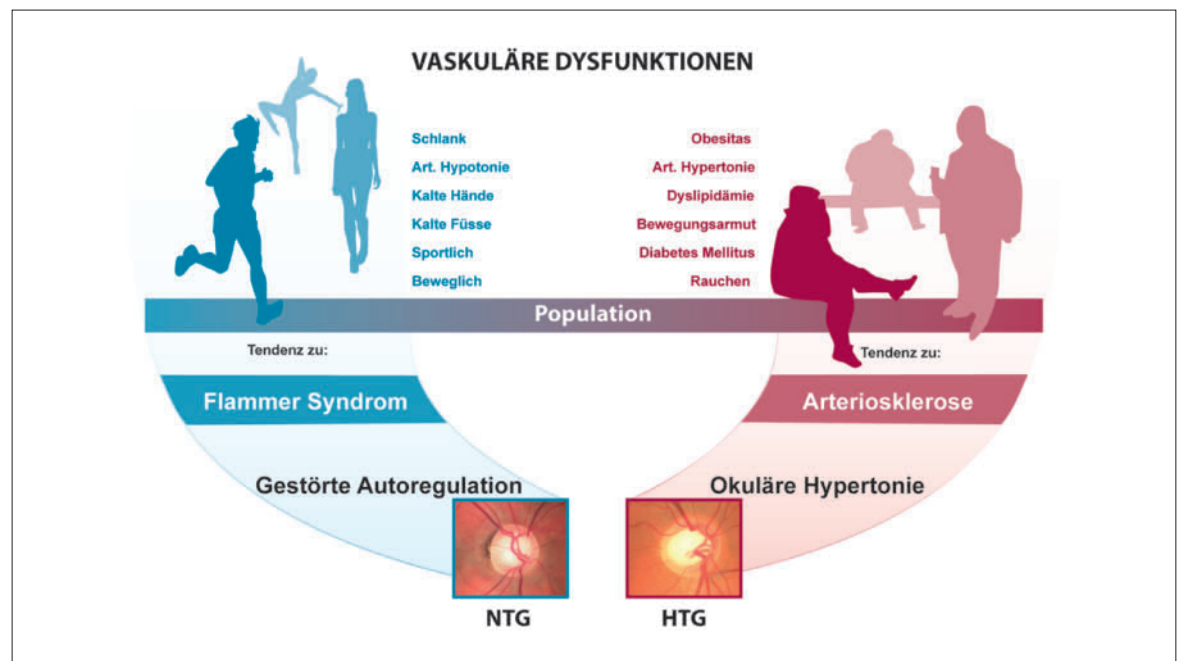 VASKULÄRE DYSFUNKTIONEN
Schlank
Art. Hypotonie
Kalte Hände
Kalte Füsse
Sportlich
Beweglich
Obesitas
Art. Hypertonie
Dyslipidämie
Bewegungsarmut
Diabetes Mellitus
Rauchen
Population
Tendenz zu:
Flammer Syndrom
Gestörte Autoregulation
NTG
Tendenz zu:
Arteriosklerose
Okuläre Hypertonie
HTG